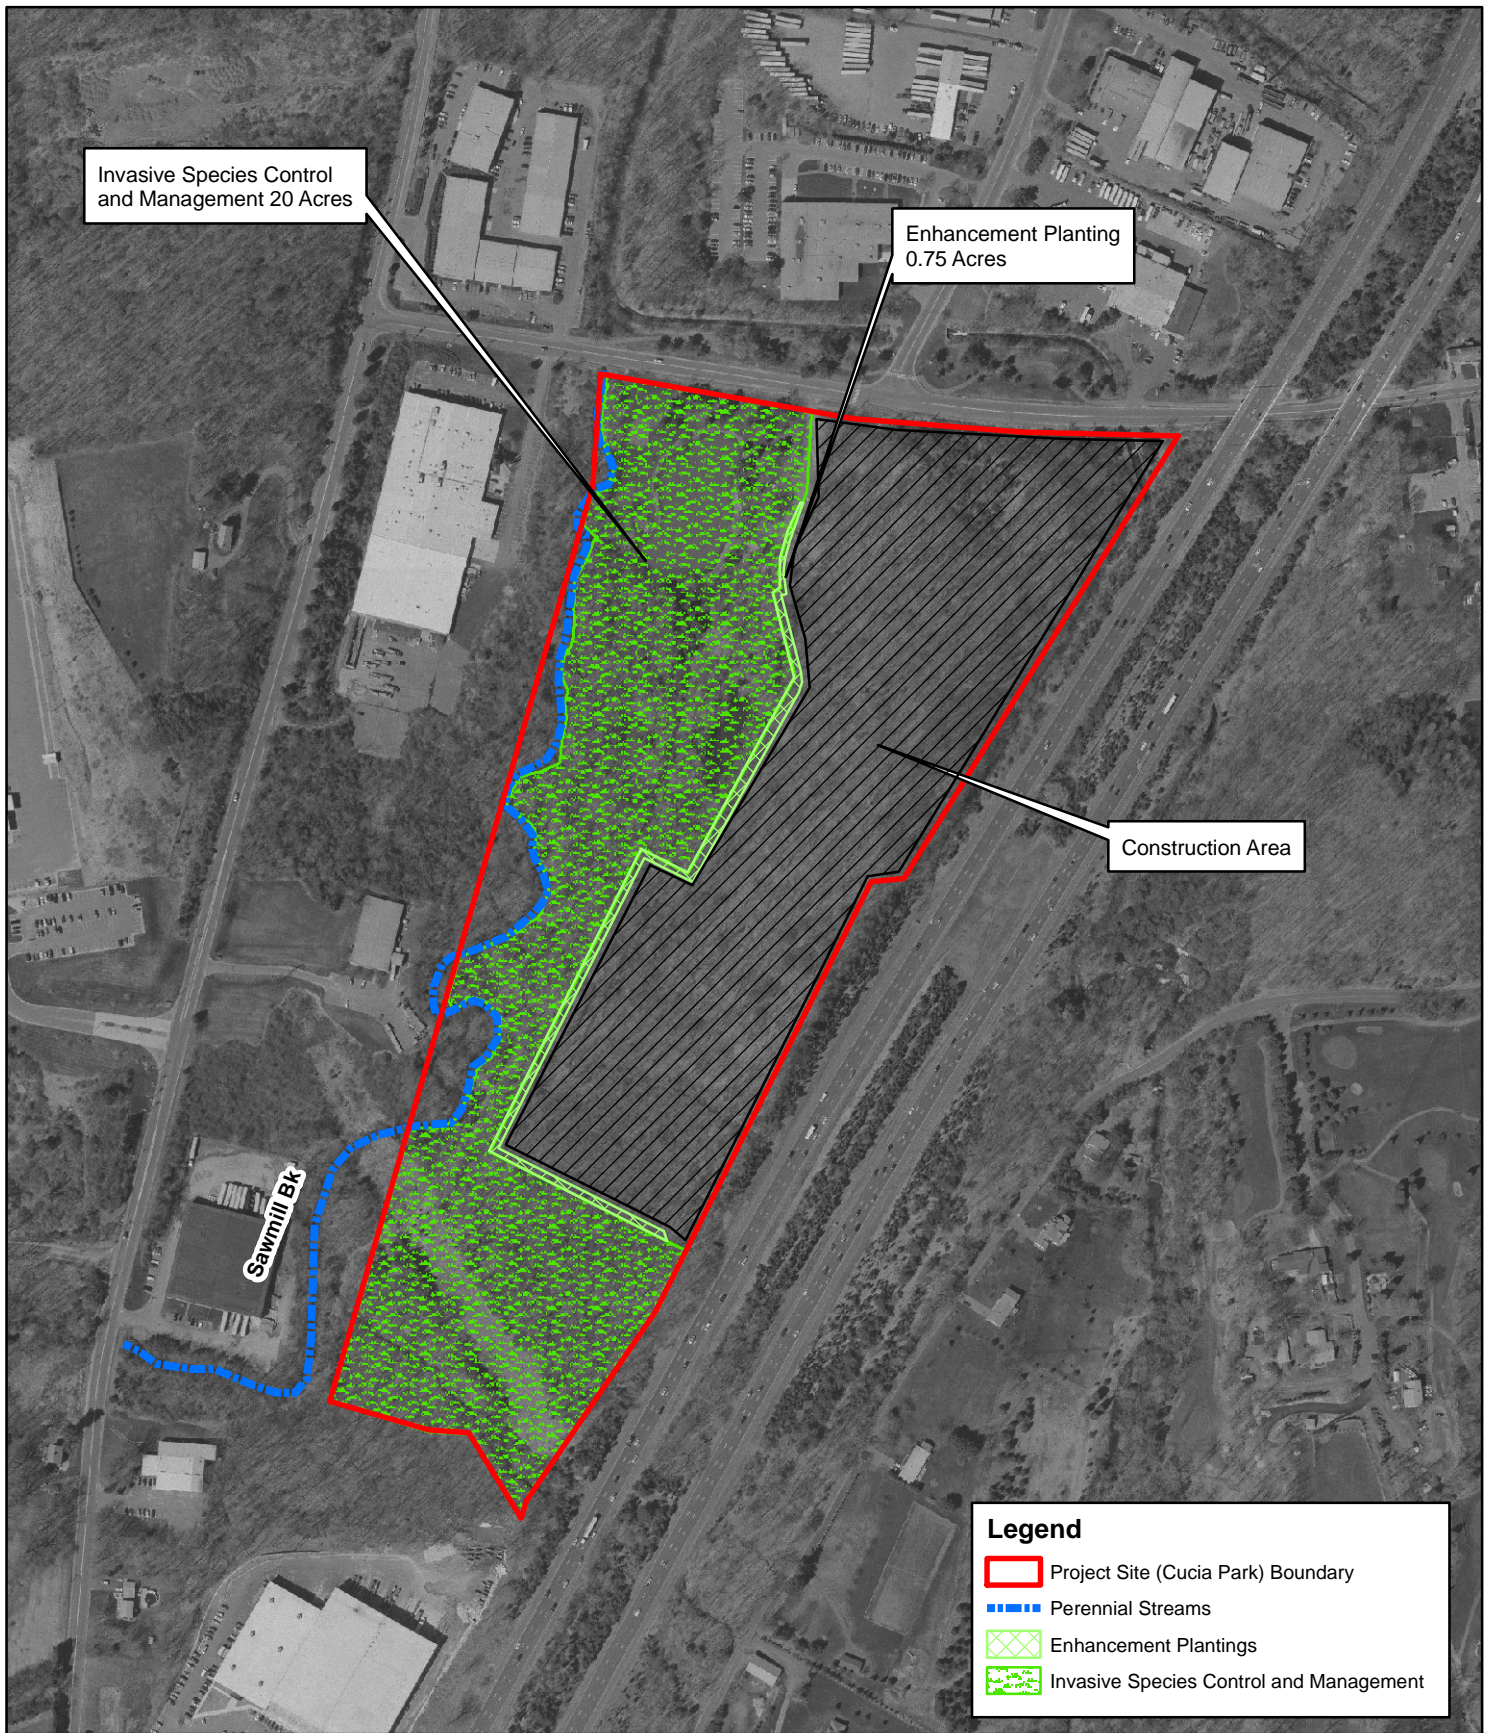 Invasive Species Control
and Management 20 Acres
Enhancement Planting
0.75 Acres
Construction Area
Sawmill Bk
Legend
Project Site (Cucia Park) Boundary
Perennial Streams
Enhancement Plantings
Invasive Species Control and Management